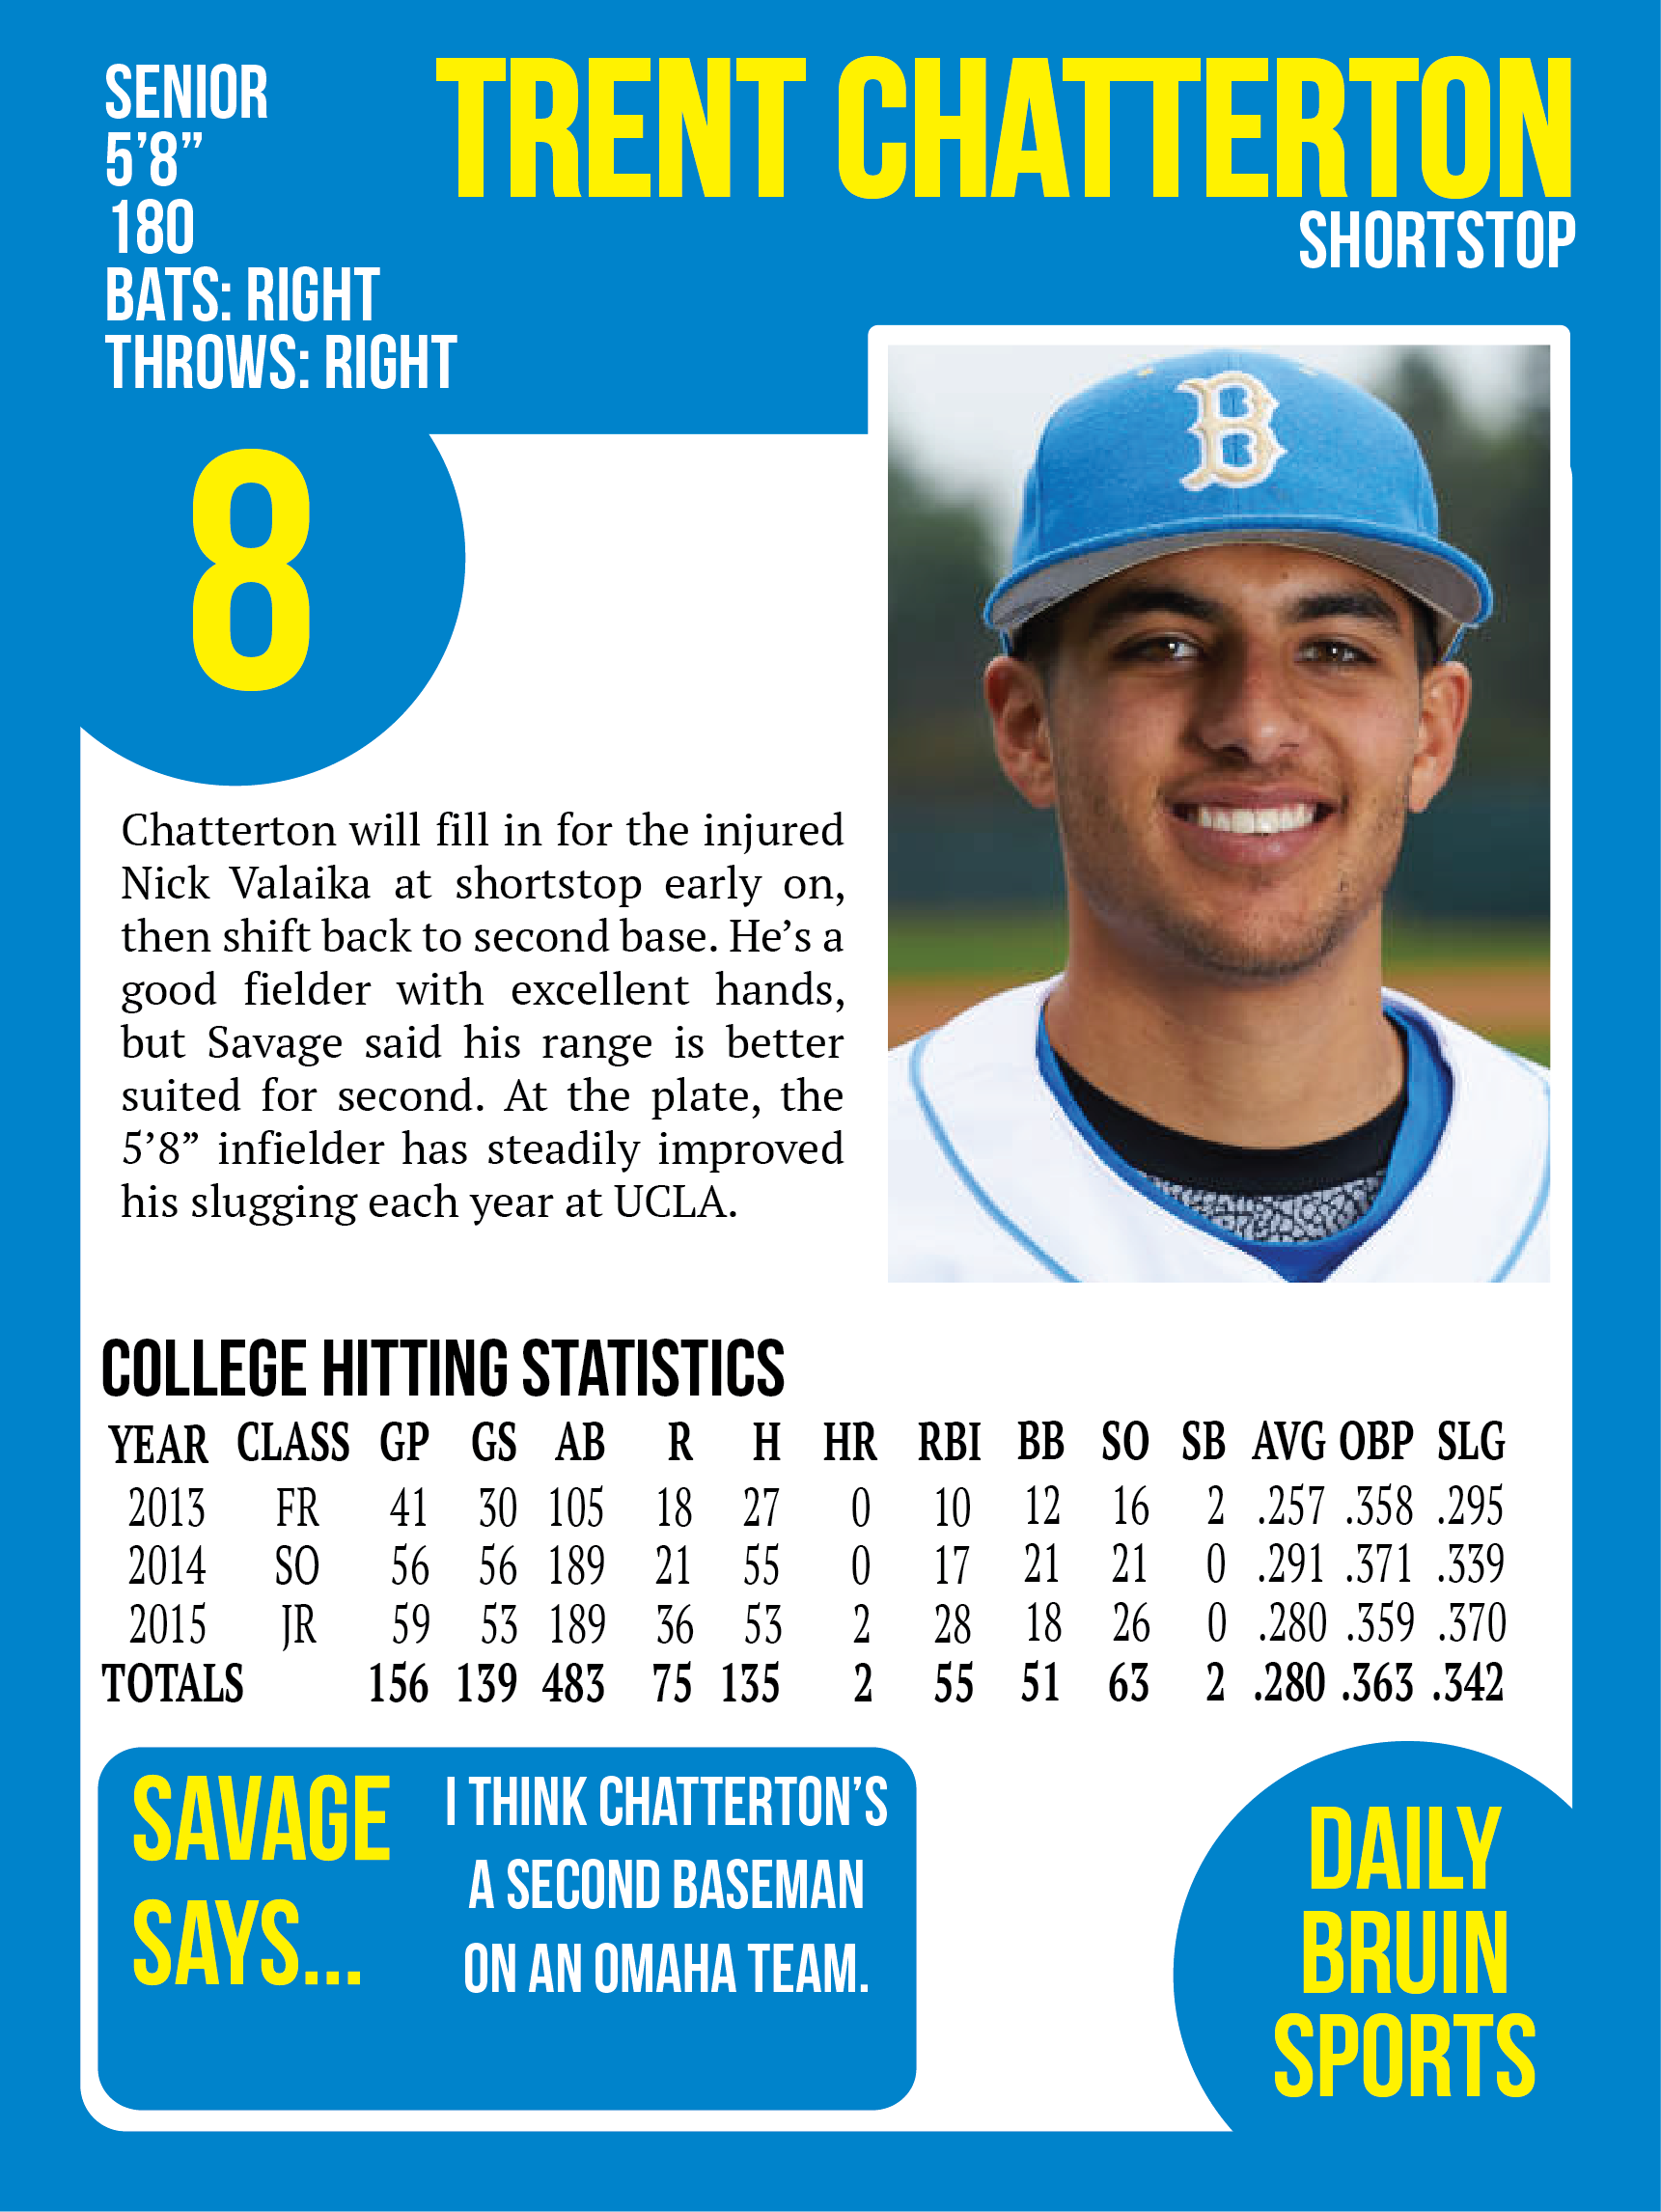 SENIOR
5’8”
180
BATS: RIGHT
THROWS: RIGHT
TRENT CHATTERTON
SHORTSTOP
8
B
Chatterton will fill in for the injured
Nick Valaika at shortstop early on,
then shift back to second base. He’s a
good fielder with excellent hands,
but Savage said his range is better
suited for second. At the plate, the
5’8” infielder has steadily improved
his slugging each year at UCLA.
COLLEGE HITTING STATISTICS
YEAR CLASS GP GS AB R H HR RBI BB SO SB AVG OBP SLG
2013 FR 41 30 105 18 27 0 10 12 16 2 .257 .358 .295
2014 SO 56 56 189 21 55 0 17 21 21 0 .291 .371 .339
2015 JR 59 53 189 36 53 2 28 18 26 0 .280 .359 .370
TOTALS 156 139 483 75 135 2 55 51 63 2 .280 .363 .342
SAVAGE
SAYS...
I THINK CHATTERTON’S
A SECOND BASEMAN
ON AN OMAHA TEAM.
DAILY
BRUIN
SPORTS